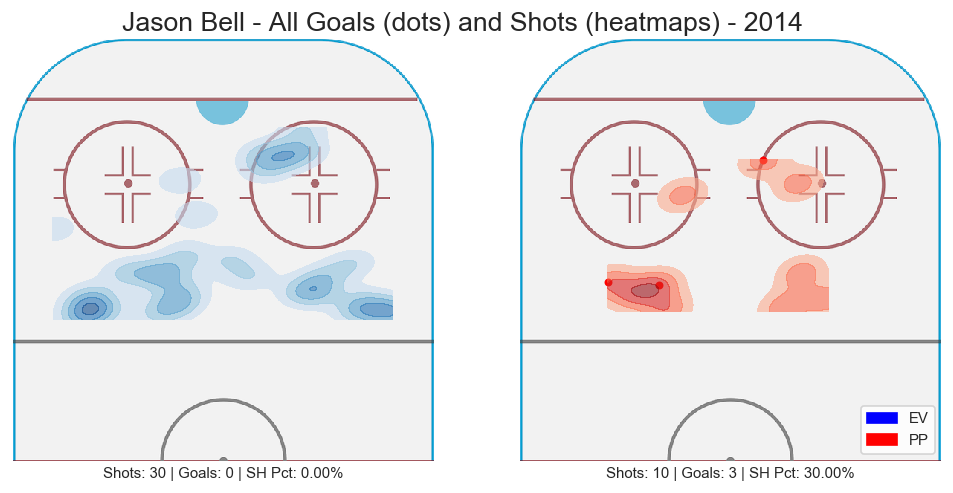 Jason Bell - All Goals (dots) and Shots (heatmaps) - 2014
EV
PP
Shots: 30 | Goals: 0 | SH Pct: 0.00%
Shots: 10 | Goals: 3 | SH Pct: 30.00%